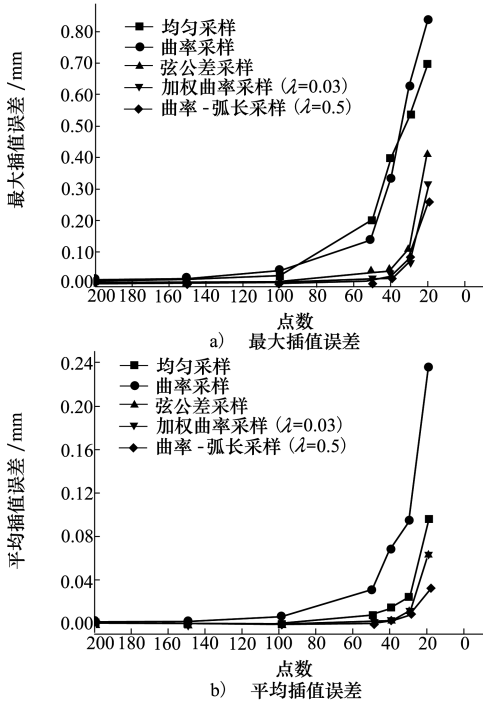 最大插值误差 /mm
0.80
0.70
0.60
0.50
0.40
0.30
0.20
0.10
0.00
均匀采样
曲率采样
弦公差采样
加权曲率采样 (λ=0.03)
曲率 -弧长采样 (λ=0.5)
200 180 160 140 120 100 80 60 40 20 0
点数
a) 最大插值误差
平均插值误差 /mm
0.24
0.20
0.16
0.12
0.08
0.04
0.00
均匀采样
曲率采样
弦公差采样
加权曲率采样 (λ=0.03)
曲率 -弧长采样 (λ=0.5)
200 180 160 140 120 100 80 60 40 20 0
点数
b) 平均插值误差